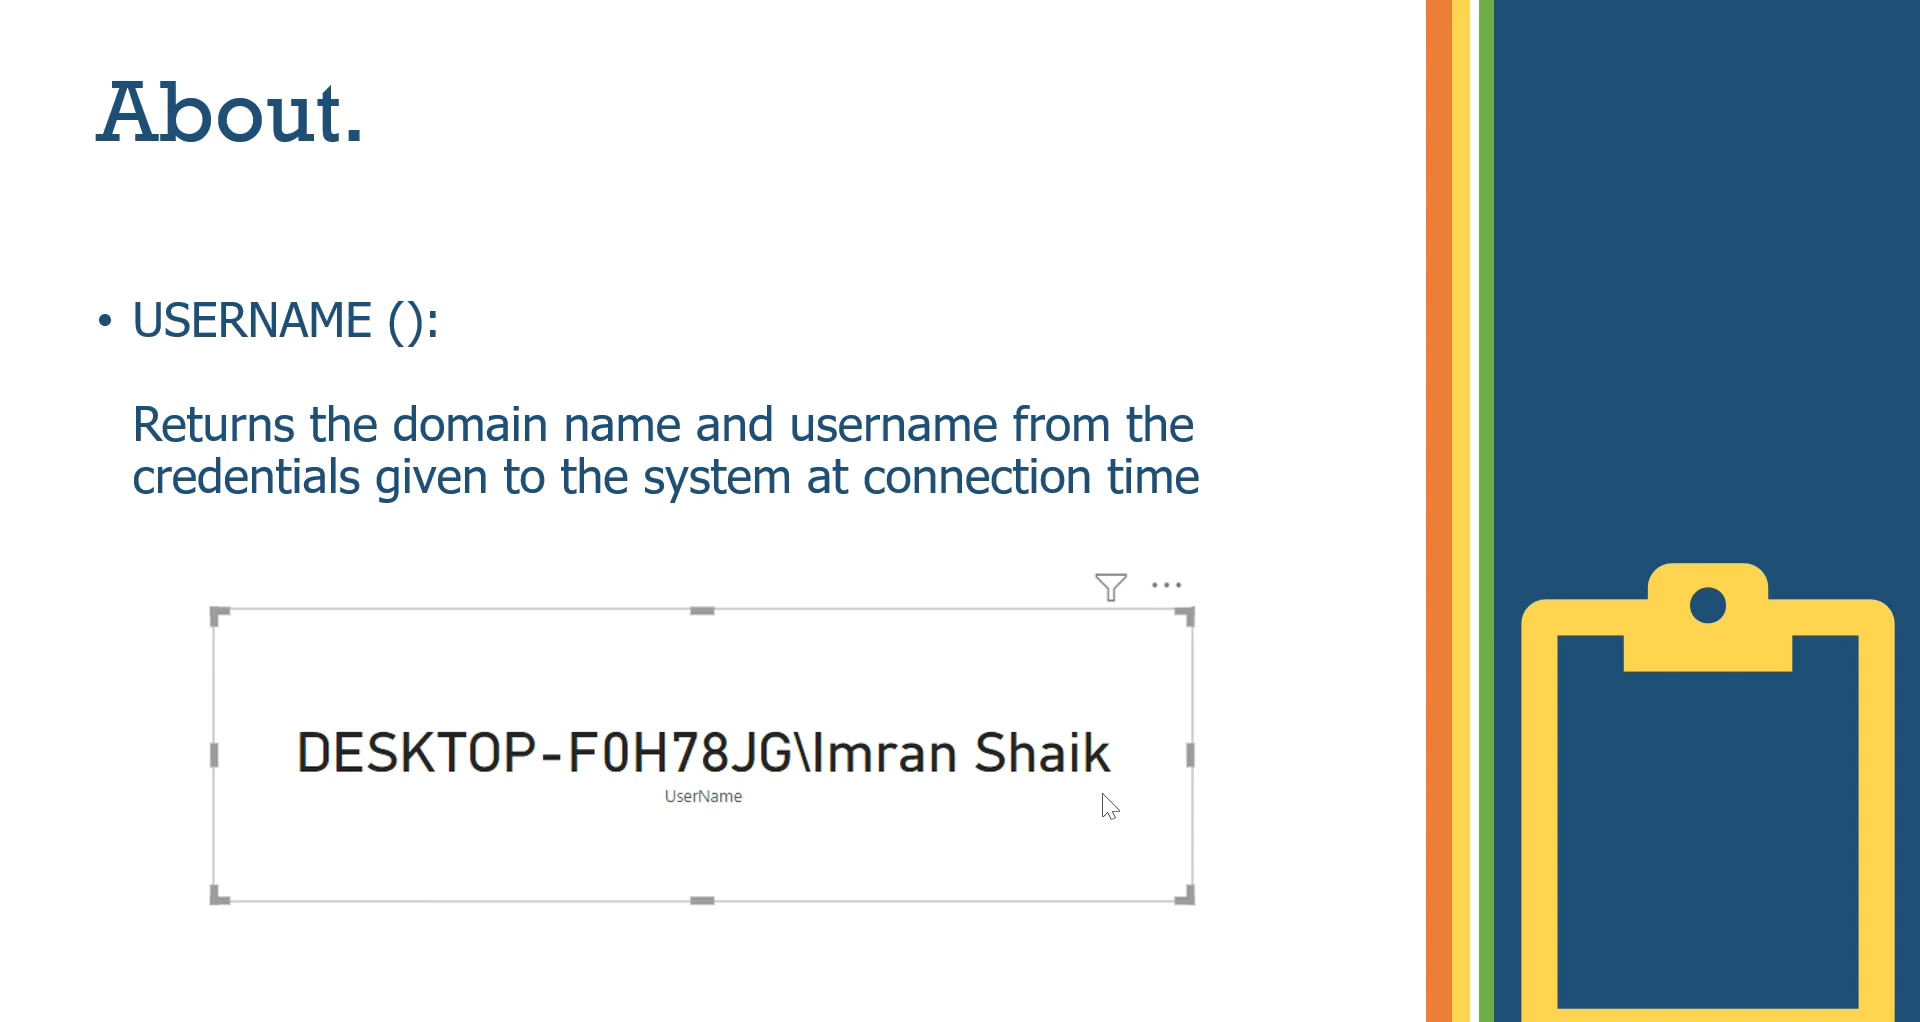 About.
• USERNAME ():
Returns the domain name and username from the
credentials given to the system at connection time
DESKTOP-F0H78JG\Imran Shaik
UserName